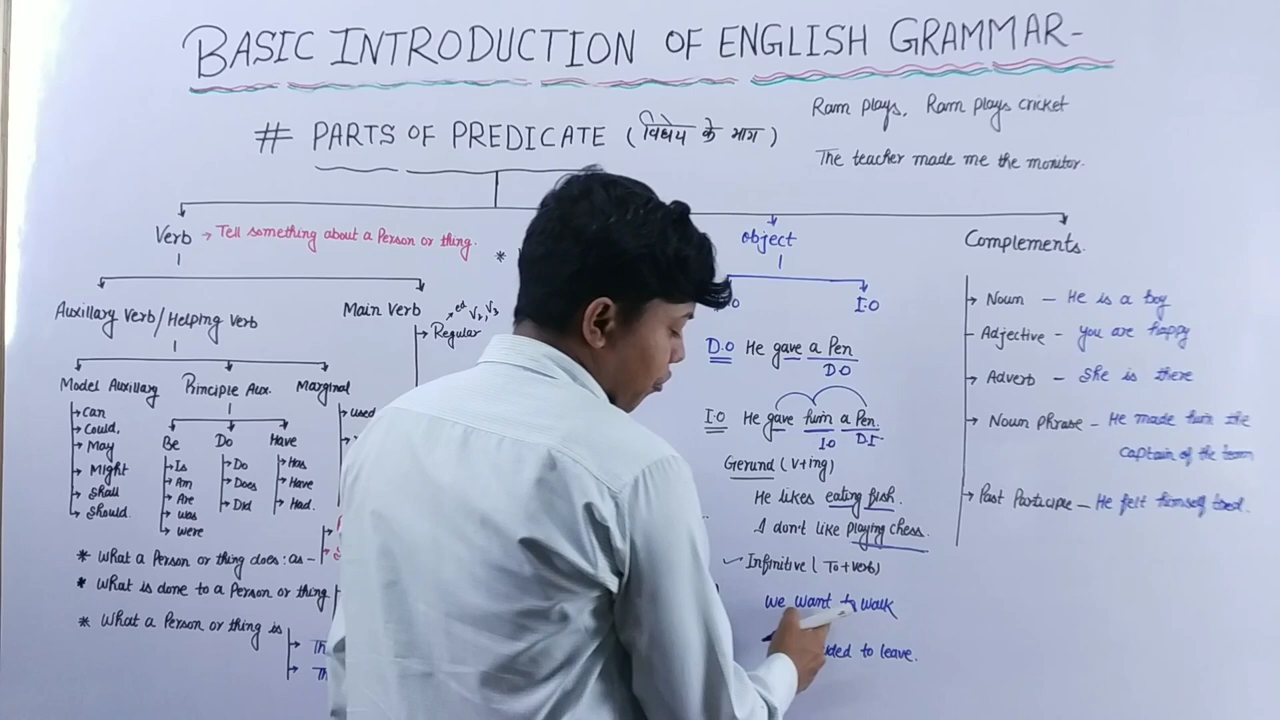 BASIC INTRODUCTION OF ENGLISH GRAMMAR-
# PARTS OF PREDICATE (विधेय के भाग)
Ram plays, Ram plays cricket
The teacher made me the monitor.
Verb → Tell something about a Person or thing.
*
Auxillary Verb/Helping Verb
Main Verb
→ Regular → ed V2, V3
Model Auxillary
→ Can
→ Could,
→ May
→ Might
→ Shall
→ Should.
Principle Aux.
Be
→ Is
→ Am
→ Are
→ was
→ were
Do
→ Do
→ Does
→ Did
Have
→ Has
→ Have
→ Had.
Marginal
→ used
* What a Person or thing does: as –
* What is done to a Person or thing
* What a Person or thing is
→ Th
→ Th
object
I.O
D.O He gave a Pen
D.O
I.O He gave him a Pen.
I.O D.I.
Gerund (V+ing)
He likes eating fish.
I don't like playing chess.
Infinitive (To+verb)
We want to walk
ded to leave.
Complements.
→ Noun – He is a boy
Adjective – you are happy
→ Adverb – She is there
→ Noun Phrase – He made him the
captain of the team
→ Past Participle – He felt himself tired.